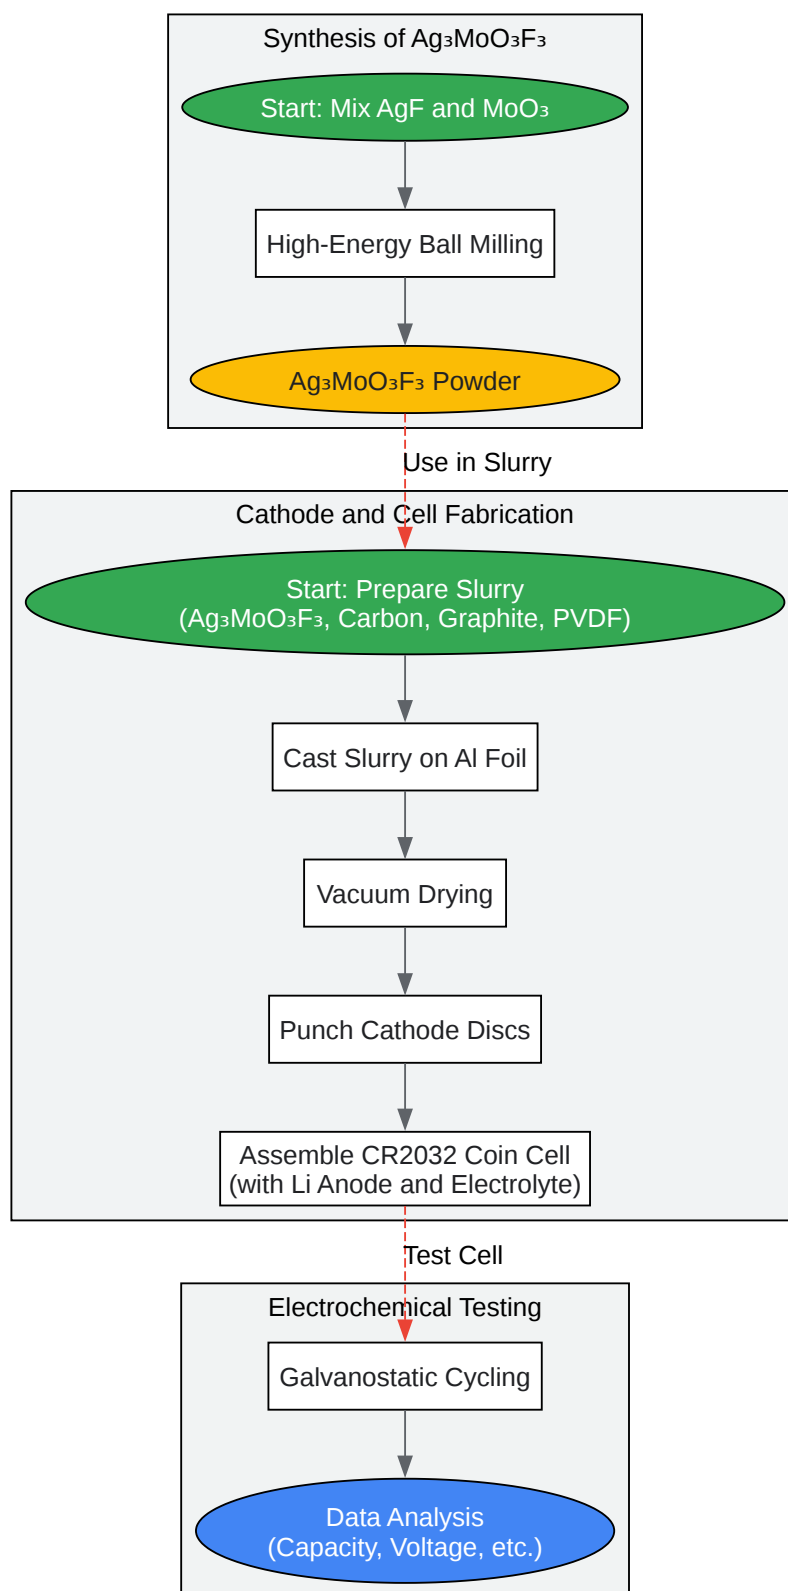 Synthesis of Ag₃MoO₃F₃
Start: Mix AgF and MoO₃
High-Energy Ball Milling
Ag₃MoO₃F₃ Powder
Use in Slurry
Cathode and Cell Fabrication
Start: Prepare Slurry
(Ag₃MoO₃F₃, Carbon, Graphite, PVDF)
Cast Slurry on Al Foil
Vacuum Drying
Punch Cathode Discs
Assemble CR2032 Coin Cell
(with Li Anode and Electrolyte)
Test Cell
Electrochemical Testing
Galvanostatic Cycling
Data Analysis
(Capacity, Voltage, etc.)